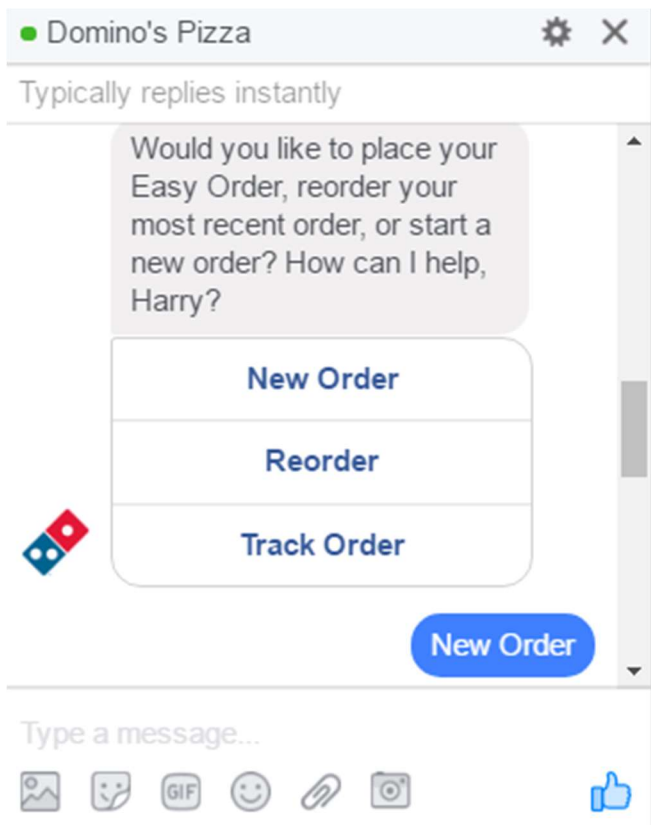 Domino's Pizza
Typically replies instantly
Would you like to place your
Easy Order, reorder your
most recent order, or start a
new order? How can I help,
Harry?
New Order
Reorder
Track Order
New Order
Type a message...
GIF